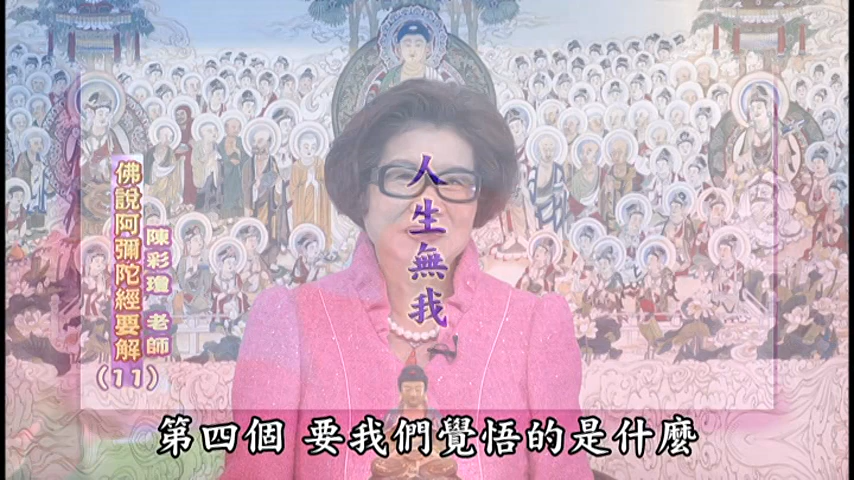 人生無我
佛說阿彌陀經要解
陳彩瓊 老師
(11)
第四個 要我們覺悟的是什麼